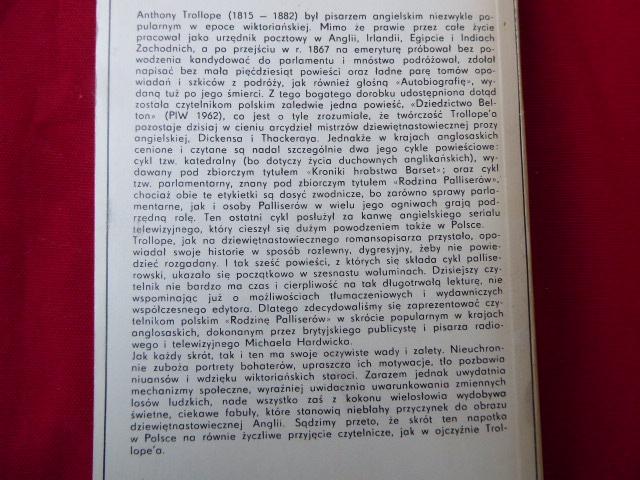 Anthony Trollope (1815 — 1882) był pisarzem angielskim niezwykle po-
pularnym w epoce wiktoriańskiej. Mimo że prawie przez całe życie
pracował jako urzędnik pocztowy w Anglii, Irlandii, Egipcie i Indiach
Zachodnich, a po przejściu w r. 1867 na emeryturę próbował bez po-
wodzenia kandydować do parlamentu i mnóstwo podróżował, zdołał
napisać bez mała pięćdziesiąt powieści oraz ładne parę tomów opo-
wiadań i szkiców z podróży, jak również głośną «Autobiografię», wy-
daną tuż po jego śmierci. Z tego bogatego dorobku udostępniona dotąd
została czytelnikom polskim zaledwie jedna powieść, «Dziedzictwo Bel-
ton» (PIW 1962), co jest o tyle zrozumiałe, że twórczość Trollope'a
pozostaje dzisiaj w cieniu arcydzieł mistrzów dziewiętnastowiecznej prozy
angielskiej, Dickensa i Thackeraya. Jednakże w krajach anglosaskich
cenione i czytane są nadal szczególnie dwa jego cykle powieściowe:
cykl tzw. katedralny (bo dotyczy życia duchownych anglikańskich), wy-
dawany pod zbiorczym tytułem «Kroniki hrabstwa Barset»; oraz cykl
tzw. parlamentarny, znany pod zbiorczym tytułem «Rodzina Palliserów»,
chociaż obie te etykietki są dosyć zwodnicze, bo zarówno sprawy parla-
mentarne, jak i osoby Palliserów w wielu jego ogniwach grają pod-
rzędną rolę. Ten ostatni cykl posłużył za kanwę angielskiego serialu
telewizyjnego, który cieszył się dużym powodzeniem także w Polsce.
Trollope, jak na dziewiętnastowiecznego romansopisarza przystało, opo-
wiadał swoje historie w sposób rozlewny, dygresyjny, żeby nie powie-
dzieć rozgadany. I tak sześć powieści, z których się składa cykl pallise-
rowski, ukazało się początkowo w szesnastu woluminach. Dzisiejszy czy-
telnik nie bardzo ma czas i cierpliwość na tak długotrwałą lekturę, nie
wspominając już o możliwościach tłumaczeniowych i wydawniczych
współczesnego edytora. Dlatego zdecydowaliśmy się zaprezentować czy-
telnikom polskim «Rodzinę Palliserów» w skrócie popularnym w krajach
anglosaskich, dokonanym przez brytyjskiego publicystę i pisarza radio-
wego i telewizyjnego Michaela Hardwicka.
Jak każdy skrót, tak i ten ma swoje oczywiste wady i zalety. Nieuchron-
nie zuboża portrety bohaterów, upraszcza ich motywacje, tło pozbawia
niuansów i wdzięku wiktoriańskich staroci. Zarazem jednak uwydatnia
mechanizmy społeczne, wyraźniej uwidacznia uwarunkowania zmiennych
losów ludzkich, nade wszystko zaś z kokonu wielosłowia wydobywa
świetne, ciekawe fabuły, które stanowią niebłahy przyczynek do obrazu
dziewiętnastowiecznej Anglii. Sądzimy przeto, że skrót ten napotka
w Polsce na równie życzliwe przyjęcie czytelnicze, jak w ojczyźnie Trol-
lope'a.